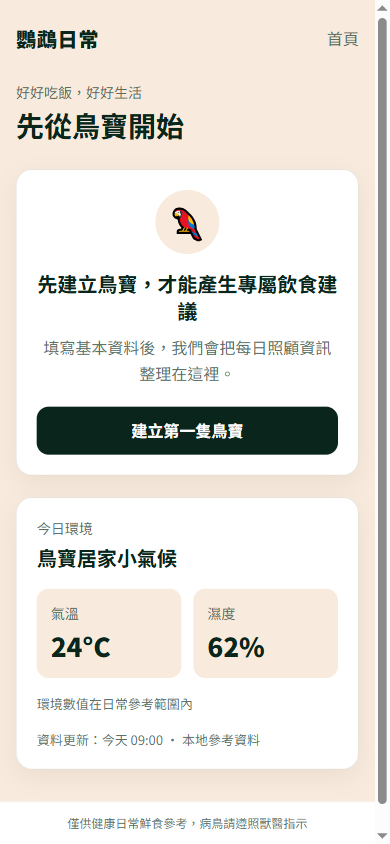 鸚鵡日常
首頁
好好吃飯，好好生活
先從鳥寶開始
先建立鳥寶，才能產生專屬飲食建
議
填寫基本資料後，我們會把每日照顧資訊
整理在這裡。
建立第一隻鳥寶
今日環境
鳥寶居家小氣候
氣溫
濕度
24°C
62%
環境數值在日常參考範圍內
資料更新：今天 09:00 · 本地參考資料
僅供健康日常鮮食參考，病鳥請遵照獸醫指示